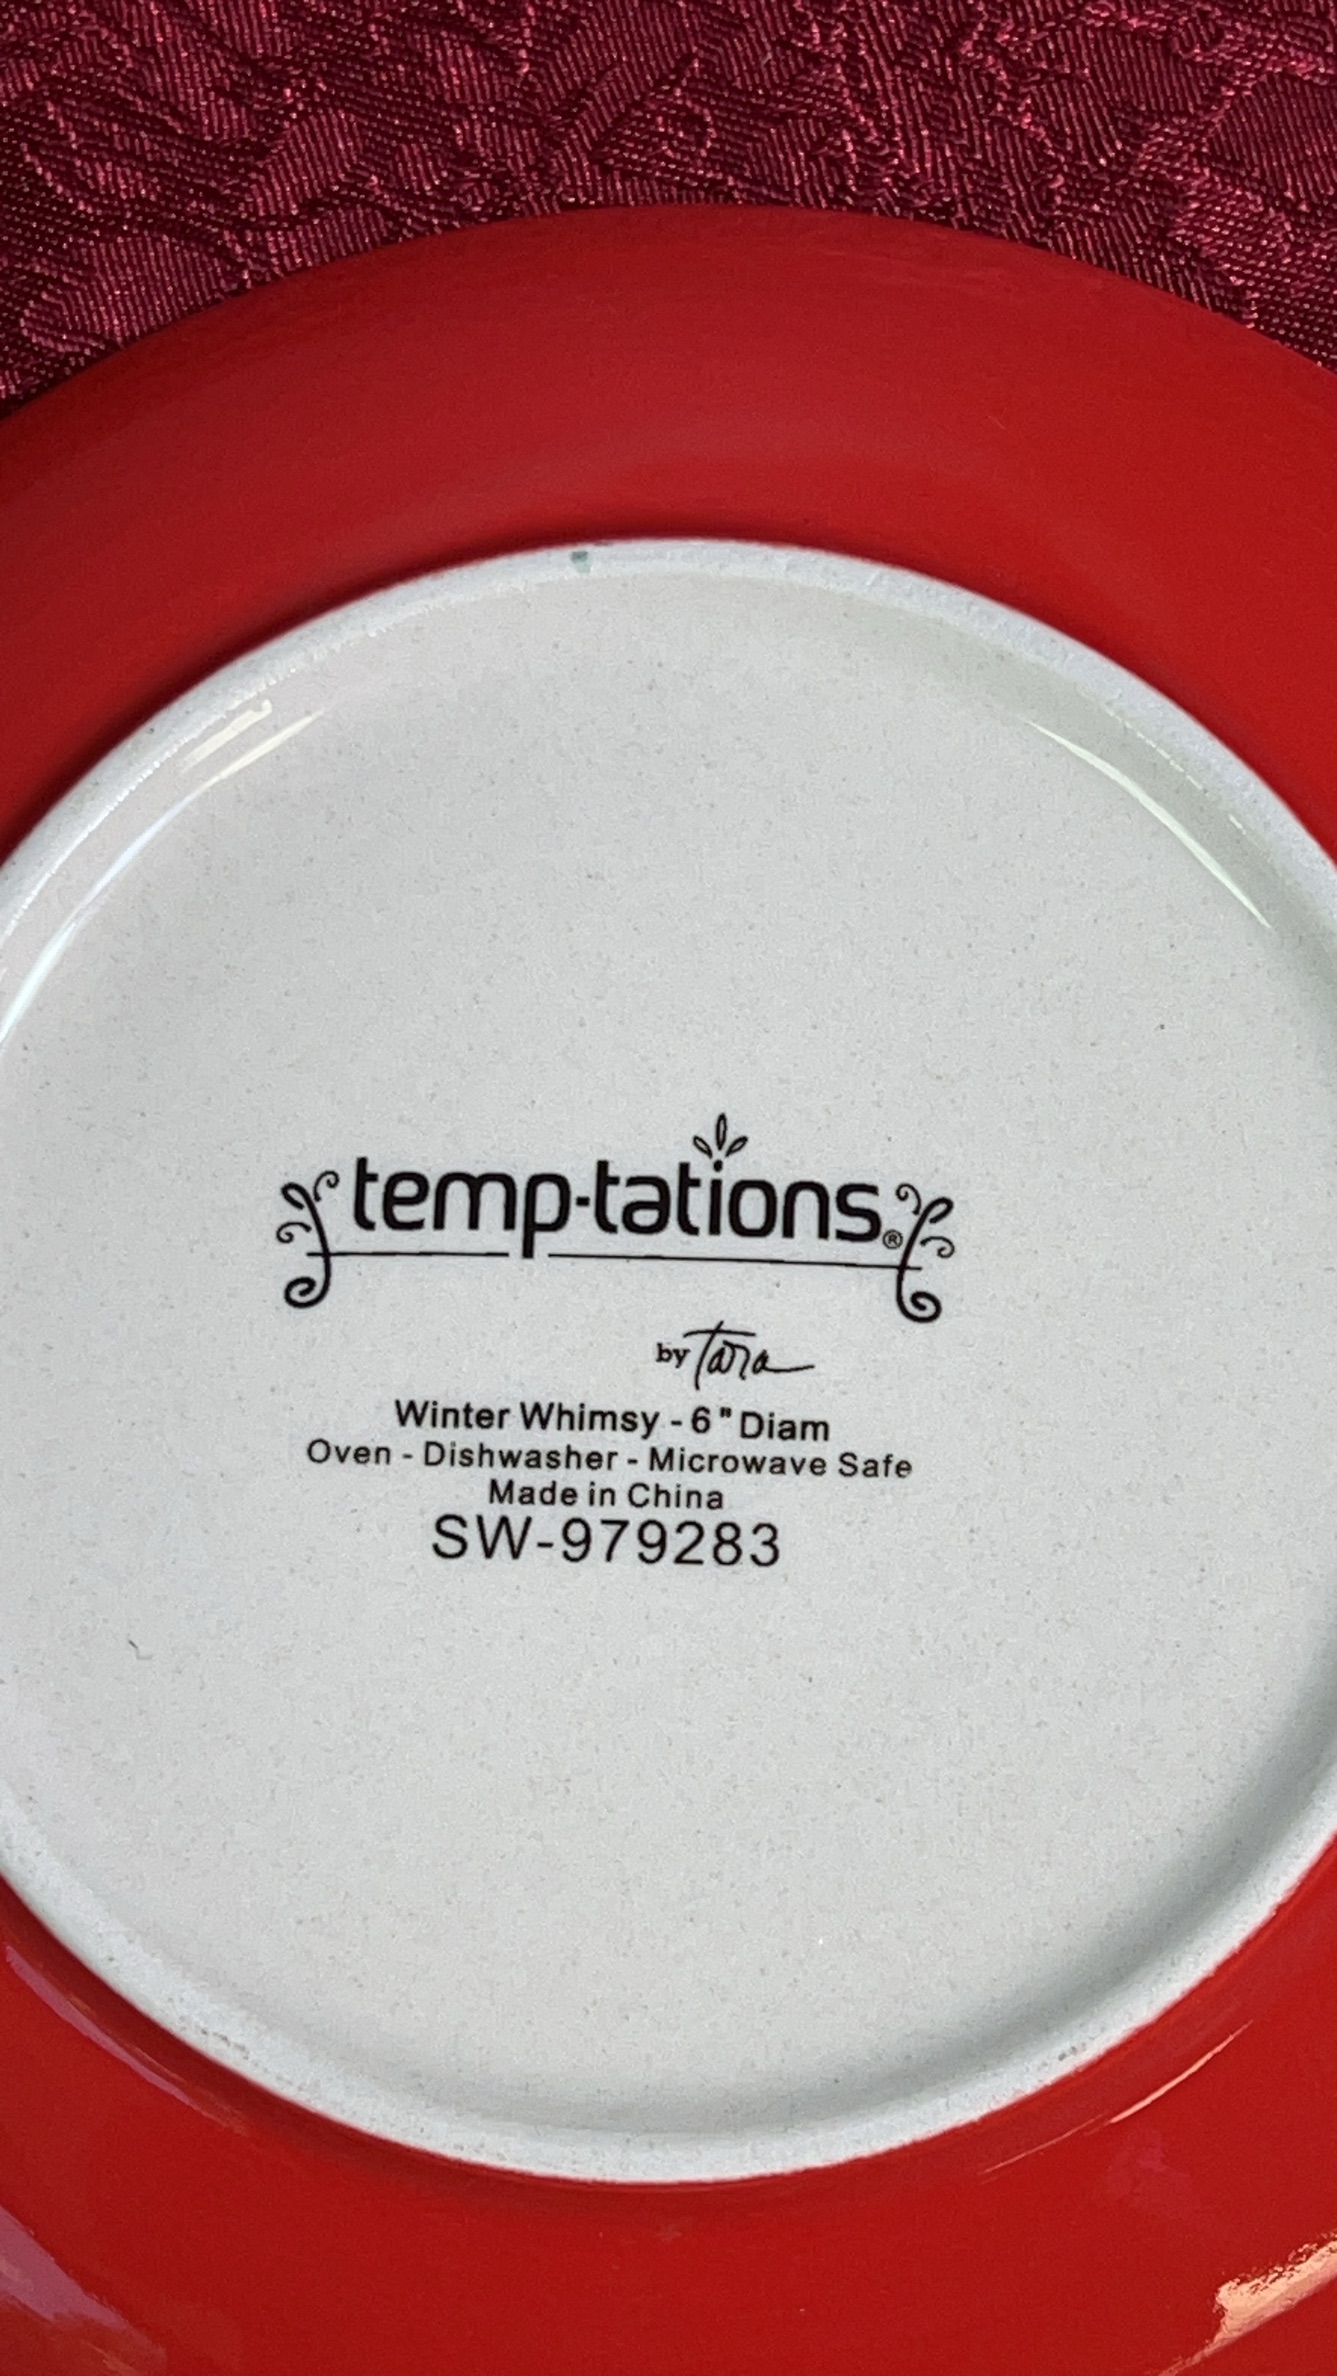 temp-tations®
by Tara
Winter Whimsy - 6" Diam
Oven - Dishwasher - Microwave Safe
Made in China
SW-979283